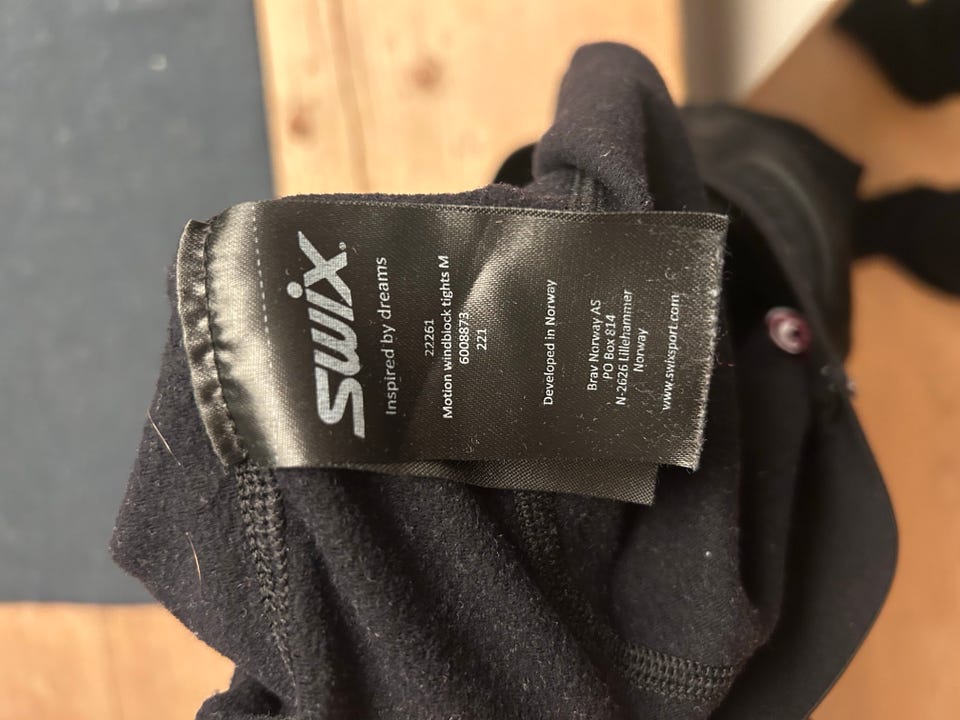 SWIX®
Inspired by dreams
22261
Motion windblock tights M
6008873
221
Developed in Norway
Brav Norway AS
PO Box 814
N-2626 Lillehammer
Norway
www.swixsport.com